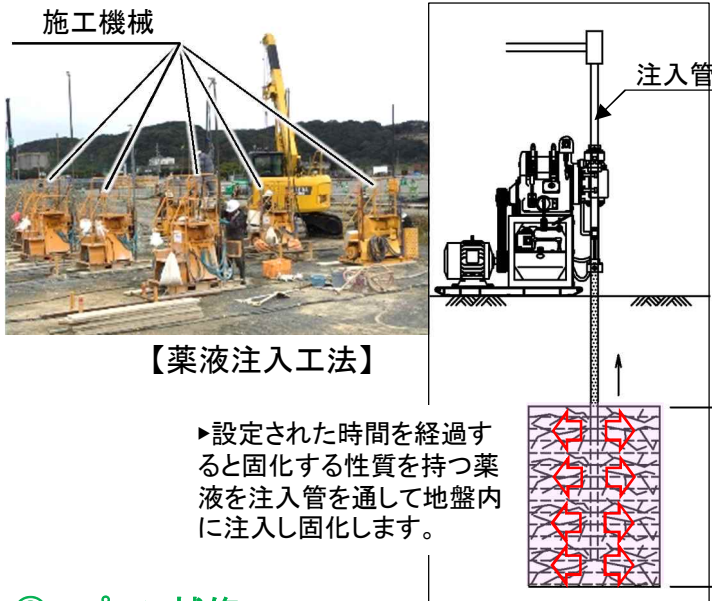 施工機械
注入管
【薬液注入工法】
▶設定された時間を経過す
ると固化する性質を持つ薬
液を注入管を通して地盤内
に注入し固化します。